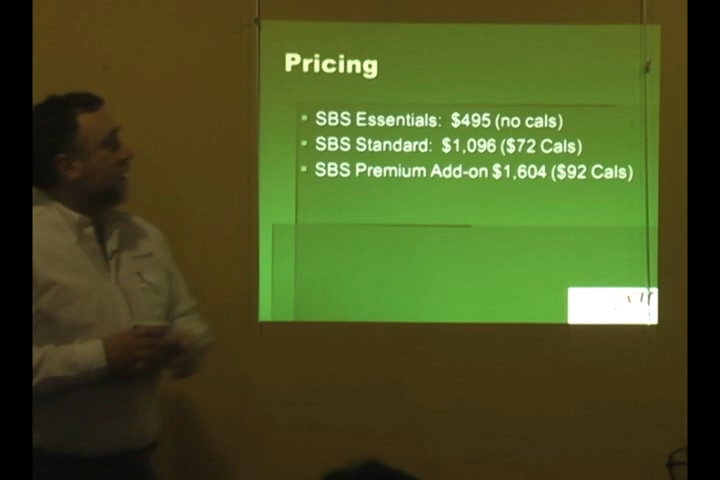 Pricing
SBS Essentials: $495 (no cals)
SBS Standard: $1,096 ($72 Cals)
SBS Premium Add-on $1,604 ($92 Cals)